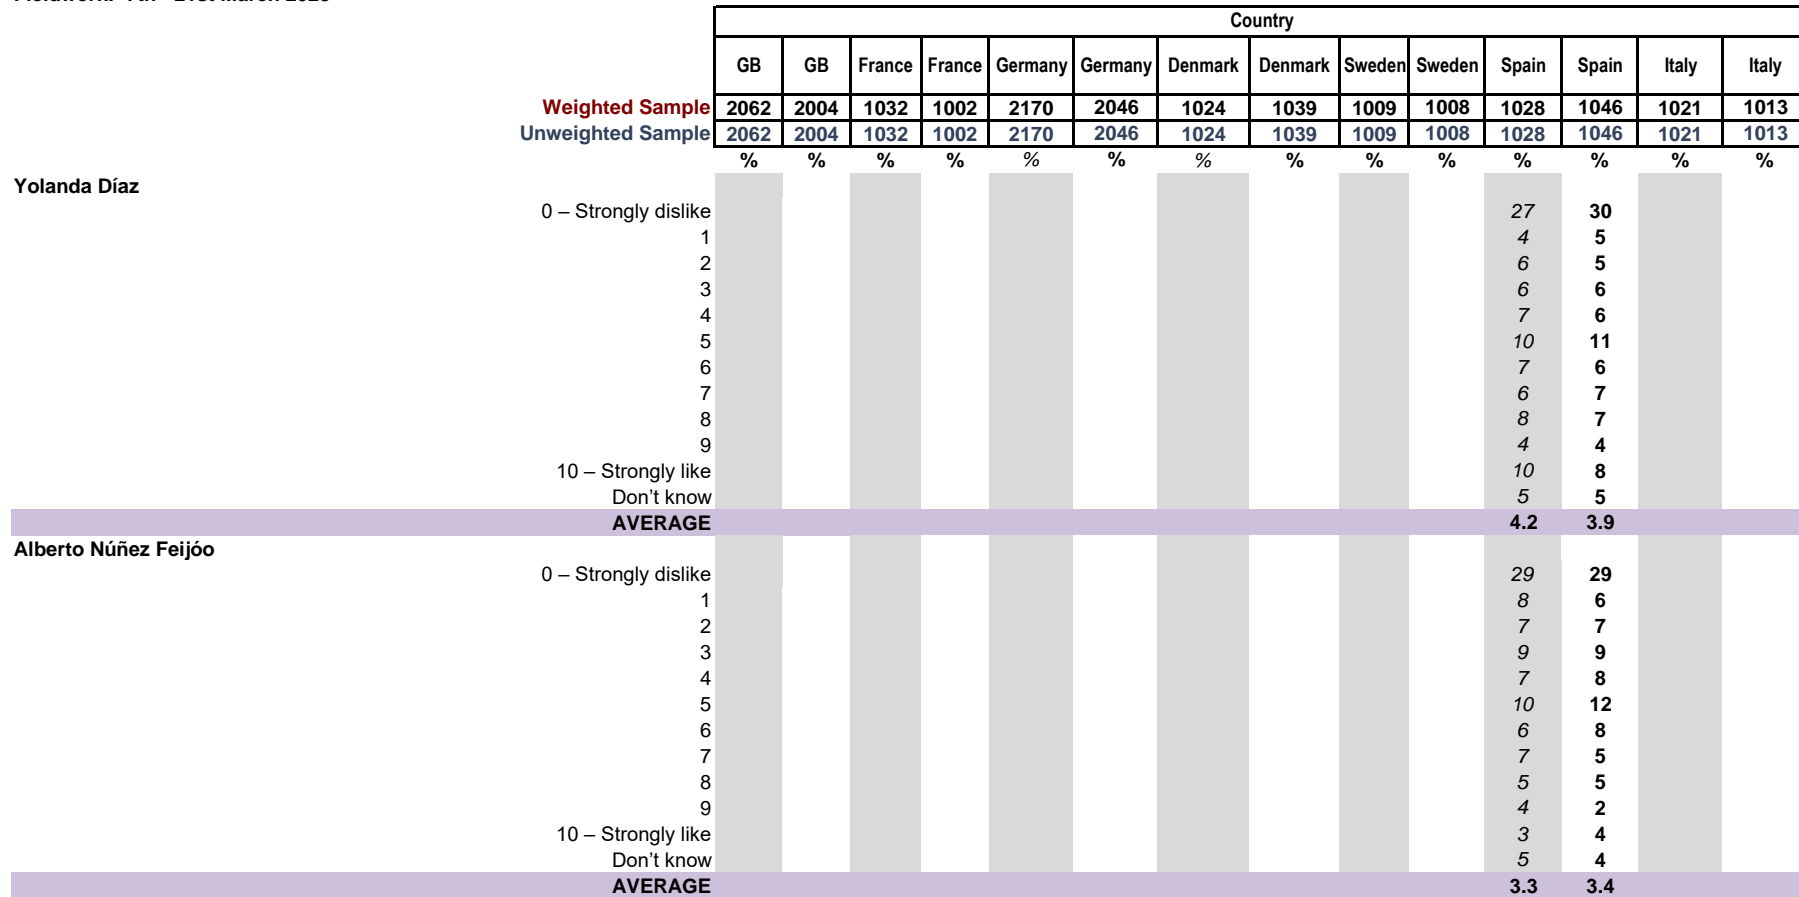 Country
GB GB France France Germany Germany Denmark Denmark Sweden Sweden Spain Spain Italy Italy
Weighted Sample 2062 2004 1032 1002 2170 2046 1024 1039 1009 1008 1028 1046 1021 1013
Unweighted Sample 2062 2004 1032 1002 2170 2046 1024 1039 1009 1008 1028 1046 1021 1013
% % % % % % % % % % % % % %
Yolanda Díaz
0 – Strongly dislike 27 30
1 4 5
2 6 5
3 6 6
4 7 6
5 10 11
6 7 6
7 6 7
8 8 7
9 4 4
10 – Strongly like 10 8
Don’t know 5 5
AVERAGE 4.2 3.9
Alberto Núñez Feijóo
0 – Strongly dislike 29 29
1 8 6
2 7 7
3 9 9
4 7 8
5 10 12
6 6 8
7 7 5
8 5 5
9 4 2
10 – Strongly like 3 4
Don’t know 5 4
AVERAGE 3.3 3.4